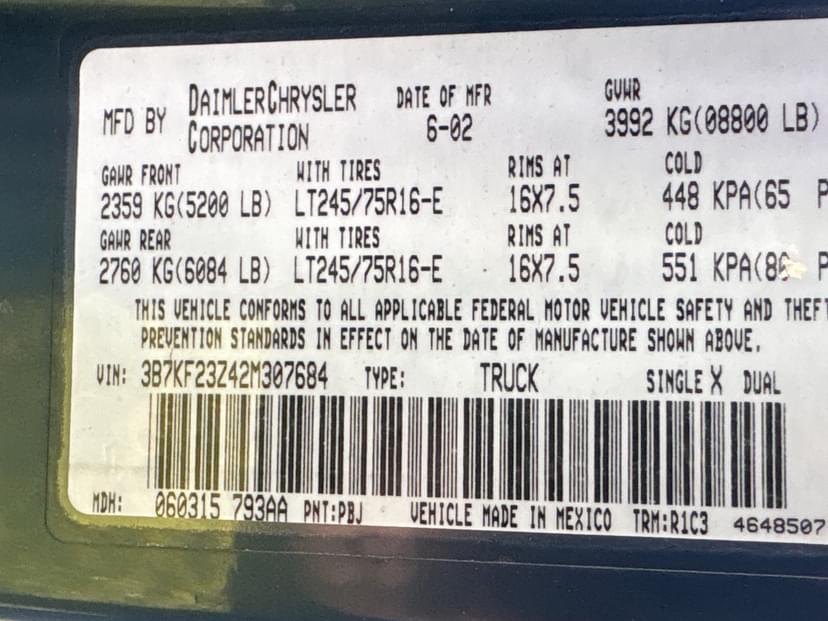 MFD BY DAIMLERCHRYSLER CORPORATION DATE OF MFR 6-02 GVWR 3992 KG(08800 LB)
GAWR FRONT WITH TIRES RIMS AT COLD
2359 KG(5200 LB) LT245/75R16-E 16X7.5 448 KPA(65 P
GAWR REAR WITH TIRES RIMS AT COLD
2760 KG(6084 LB) LT245/75R16-E 16X7.5 551 KPA(80 P
THIS VEHICLE CONFORMS TO ALL APPLICABLE FEDERAL MOTOR VEHICLE SAFETY AND THEFT
PREVENTION STANDARDS IN EFFECT ON THE DATE OF MANUFACTURE SHOWN ABOVE.
VIN: 3B7KF23Z42M307684 TYPE: TRUCK SINGLE X DUAL
MDH: 060315 793AA PNT:PBJ VEHICLE MADE IN MEXICO TRM:R1C3 4648507